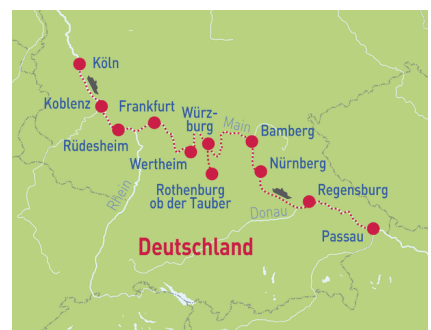 Köln
Koblenz
Frankfurt
Würz-
burg
Main
Bamberg
Rüdesheim
Wertheim
Nürnberg
Rhein
Rothenburg
ob der Tauber
Regensburg
Donau
Passau
Deutschland